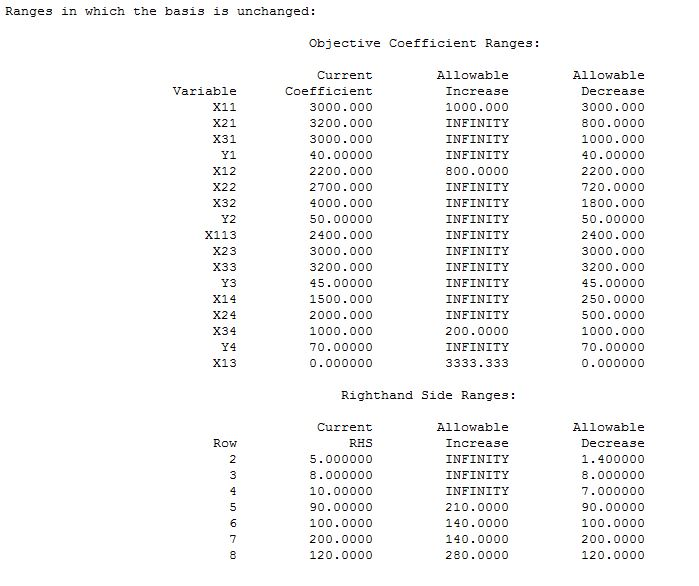 Ranges in which the basis is unchanged:
Objective Coefficient Ranges:
Current Allowable Allowable
Variable Coefficient Increase Decrease
X11 3000.000 1000.000 3000.000
X21 3200.000 INFINITY 800.0000
X31 3000.000 INFINITY 1000.000
Y1 40.00000 INFINITY 40.00000
X12 2200.000 800.0000 2200.000
X22 2700.000 INFINITY 720.0000
X32 4000.000 INFINITY 1800.000
Y2 50.00000 INFINITY 50.00000
X113 2400.000 INFINITY 2400.000
X23 3000.000 INFINITY 3000.000
X33 3200.000 INFINITY 3200.000
Y3 45.00000 INFINITY 45.00000
X14 1500.000 INFINITY 250.0000
X24 2000.000 INFINITY 500.0000
X34 1000.000 200.0000 1000.000
Y4 70.00000 INFINITY 70.00000
X13 0.000000 3333.333 0.000000
Righthand Side Ranges:
Current Allowable Allowable
Row RHS Increase Decrease
2 5.000000 INFINITY 1.400000
3 8.000000 INFINITY 8.000000
4 10.00000 INFINITY 7.000000
5 90.00000 210.0000 90.00000
6 100.0000 140.0000 100.0000
7 200.0000 140.0000 200.0000
8 120.0000 280.0000 120.0000